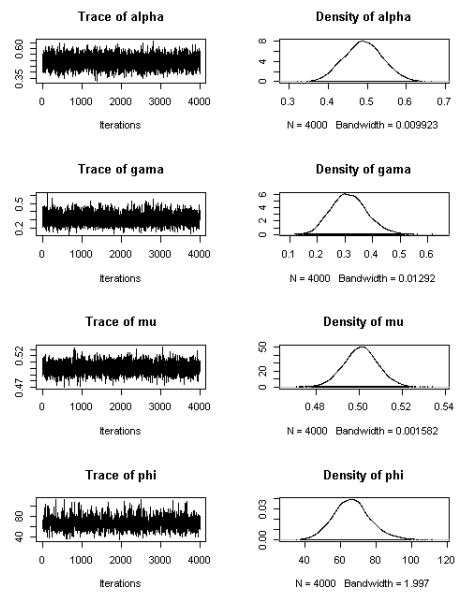 Trace of alpha
Density of alpha
0.35 0.60
0 1000 2000 3000 4000
Iterations
0 4 8
0.3 0.4 0.5 0.6 0.7
N = 4000 Bandwidth = 0.009923
Trace of gama
Density of gama
0.2 0.5
0 1000 2000 3000 4000
Iterations
0 2 4 6
0.1 0.2 0.3 0.4 0.5 0.6
N = 4000 Bandwidth = 0.01292
Trace of mu
Density of mu
0.47 0.52
0 1000 2000 3000 4000
Iterations
0 20 50
0.48 0.50 0.52 0.54
N = 4000 Bandwidth = 0.001582
Trace of phi
Density of phi
40 80
0 1000 2000 3000 4000
Iterations
0.00 0.03
40 60 80 100 120
N = 4000 Bandwidth = 1.997